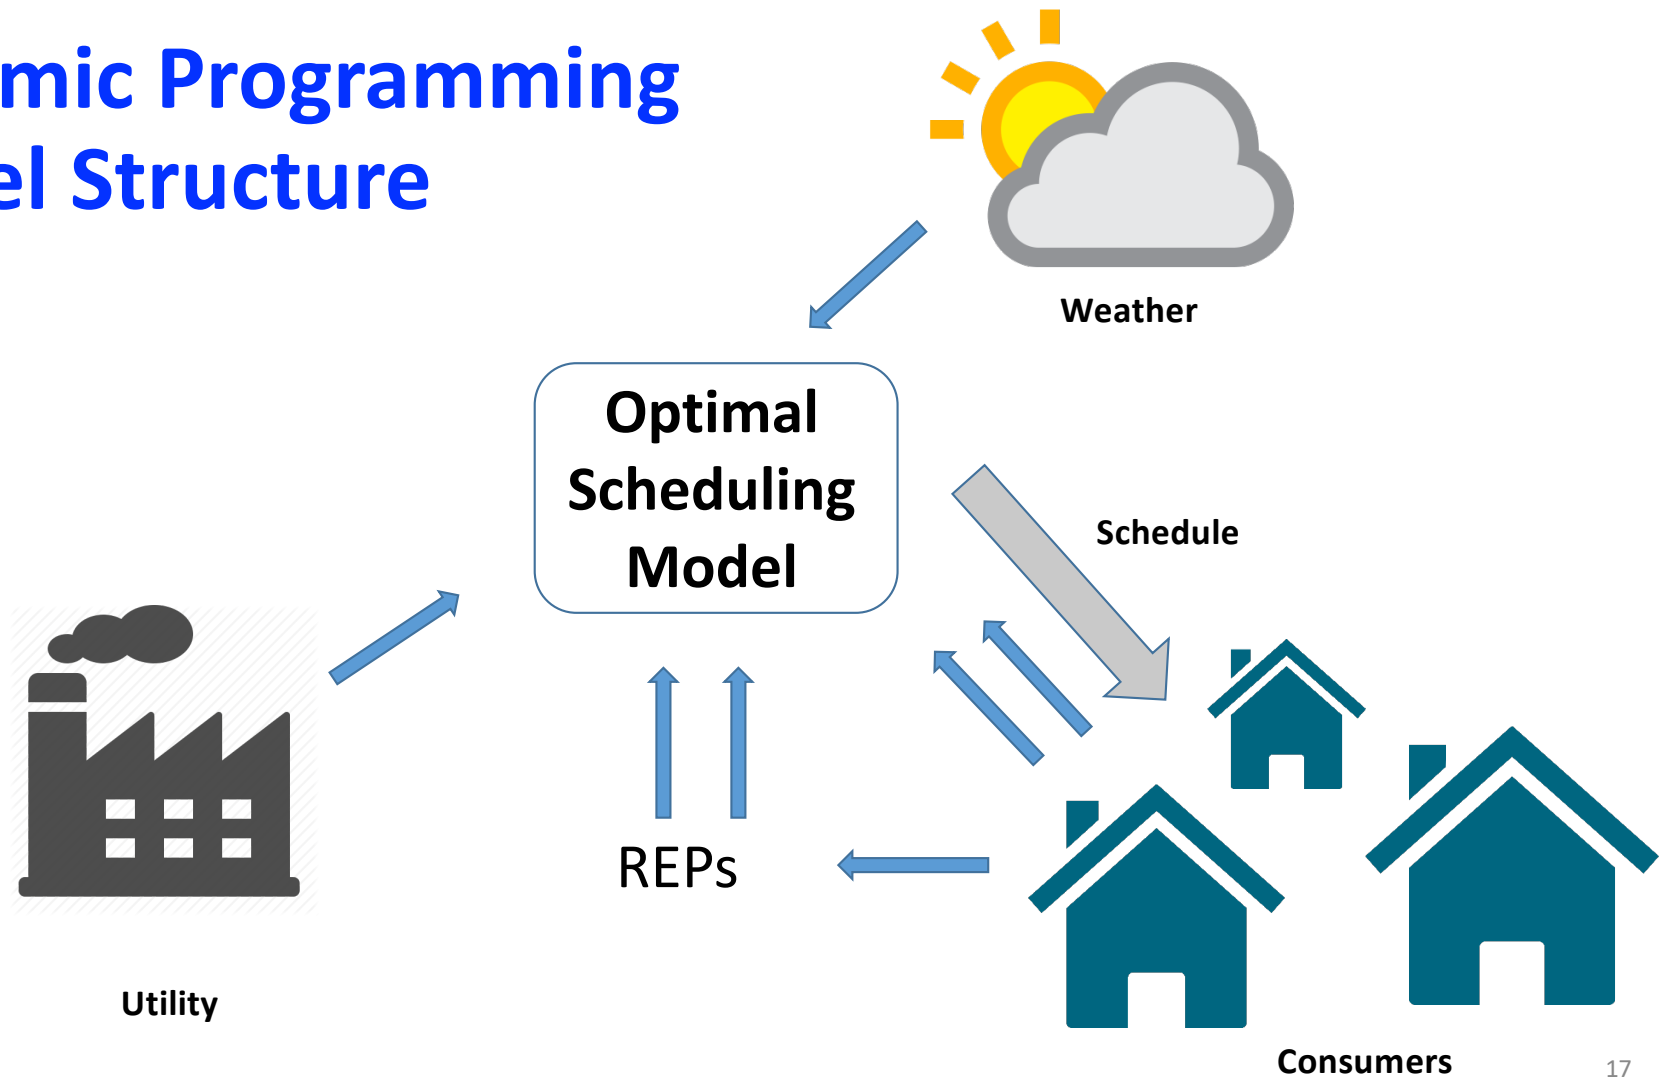 mic Programming
el Structure
Weather
Optimal
Scheduling
Model
Schedule
REPs
Utility
Consumers
17